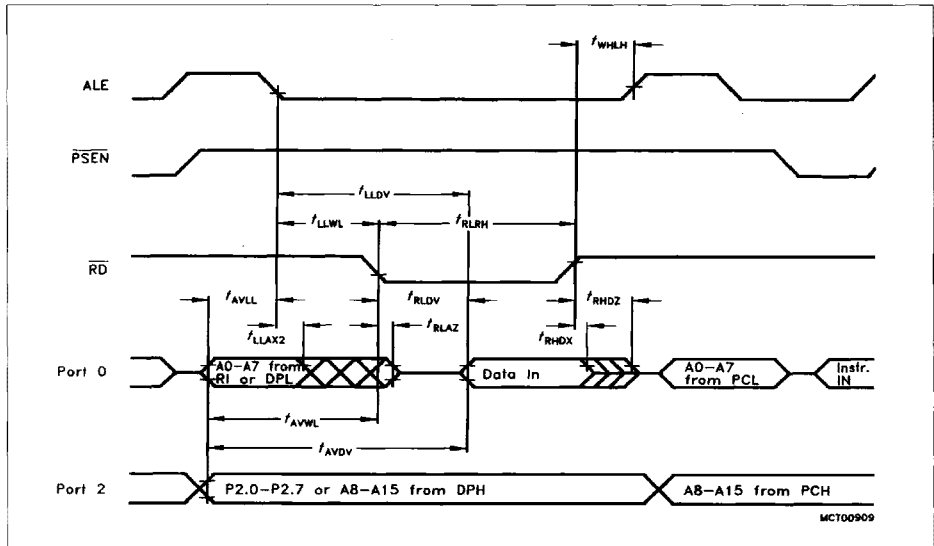 tWHLH
ALE
PSEN
tLLDV
tLLWL
tRLRH
RD
tAVLL
tRLDV
tRHDZ
tLLAX2
tRLAZ
tRHDX
Port 0
A0-A7 from
RI or DPL
Data In
A0-A7
from PCL
Instr.
IN
tAVWL
tAVDV
Port 2
P2.0-P2.7 or A8-A15 from DPH
A8-A15 from PCH
MCT00909